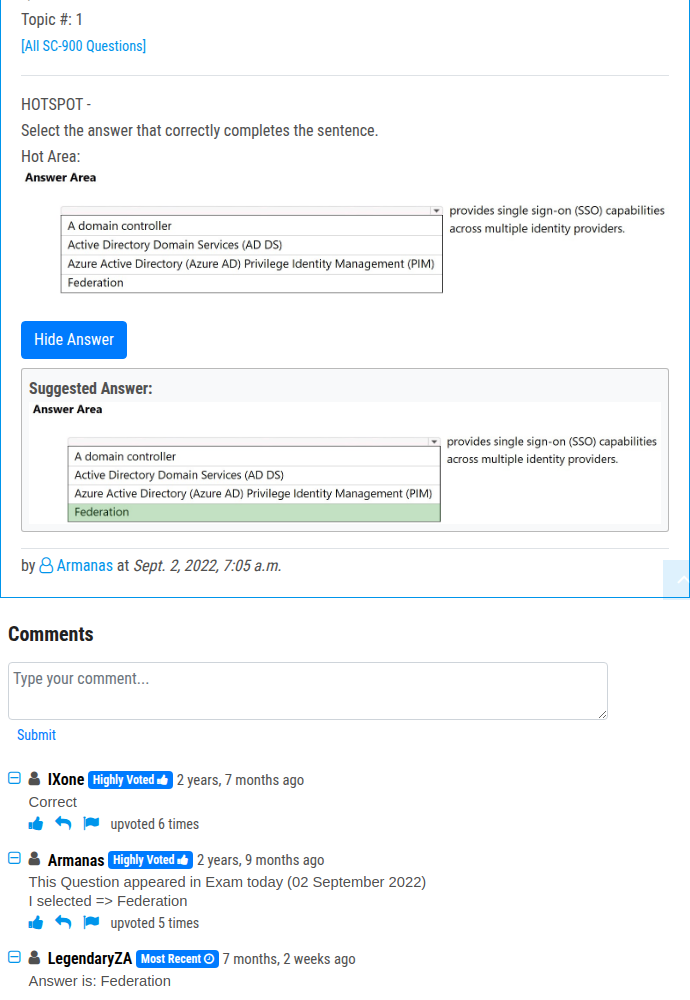 Topic #: 1
[All SC-900 Questions]
HOTSPOT -
Select the answer that correctly completes the sentence.
Hot Area:
Answer Area
provides single sign-on (SSO) capabilities
across multiple identity providers.
A domain controller
Active Directory Domain Services (AD DS)
Azure Active Directory (Azure AD) Privilege Identity Management (PIM)
Federation
Hide Answer
Suggested Answer:
Answer Area
provides single sign-on (SSO) capabilities
across multiple identity providers.
A domain controller
Active Directory Domain Services (AD DS)
Azure Active Directory (Azure AD) Privilege Identity Management (PIM)
Federation
by Armanas at Sept. 2, 2022, 7:05 a.m.
Comments
Type your comment...
Submit
IXone Highly Voted 2 years, 7 months ago
Correct
upvoted 6 times
Armanas Highly Voted 2 years, 9 months ago
This Question appeared in Exam today (02 September 2022)
I selected => Federation
upvoted 5 times
LegendaryZA Most Recent 7 months, 2 weeks ago
Answer is: Federation